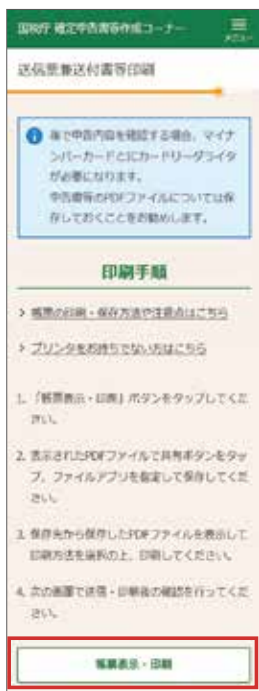 国税庁 確定申告書等作成コーナー
メニュー
送信票兼送付書等印刷
後で申告内容を確認する場合、マイナ
ンバーカードとICカードリーダライタ
が必要になります。
申告書等のPDFファイルについては保
存しておくことをお勧めします。
印刷手順
> 帳票の印刷・保存方法や注意点はこちら
> プリンタをお持ちでない方はこちら
1. 「帳票表示・印刷」ボタンをタップしてくだ
さい。
2. 表示されたPDFファイルで共有ボタンをタッ
プ、ファイルアプリを指定して保存してくだ
さい。
3. 保存先から保存したPDFファイルを表示して
印刷方法を選択の上、印刷してください。
4. 次の画面で送信・印刷後の確認を行ってくだ
さい。
帳票表示・印刷